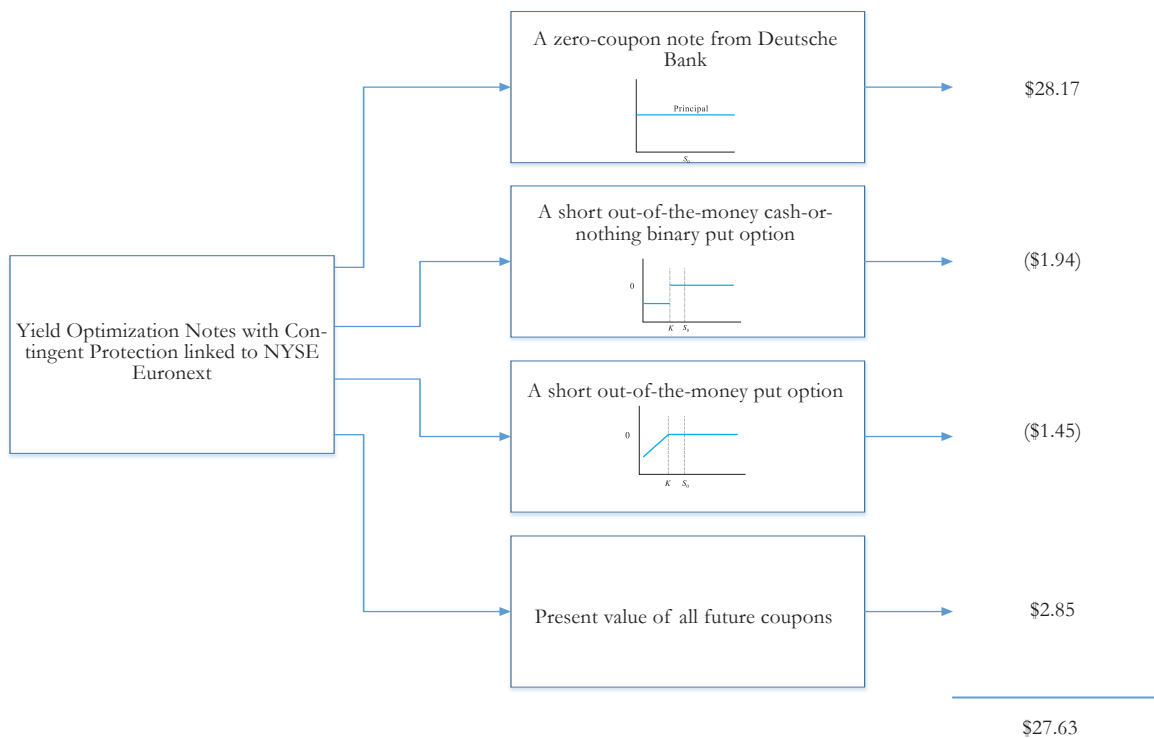 A zero-coupon note from Deutsche
Bank
Principal
S₀
$28.17
A short out-of-the-money cash-or-
nothing binary put option
0
K
S₀
($1.94)
Yield Optimization Notes with Con-
tingent Protection linked to NYSE
Euronext
A short out-of-the-money put option
0
K
S₀
($1.45)
Present value of all future coupons
$2.85
$27.63